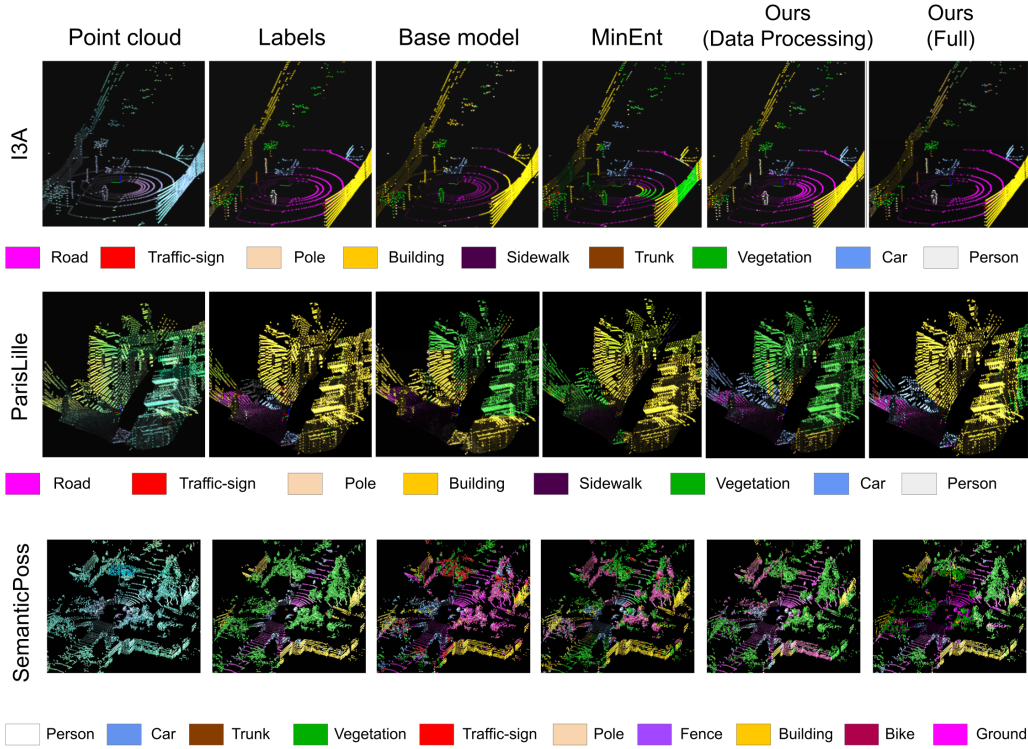 Point cloud Labels Base model MinEnt Ours (Data Processing) Ours (Full)
I3A
Road Traffic-sign Pole Building Sidewalk Trunk Vegetation Car Person
ParisLille
Road Traffic-sign Pole Building Sidewalk Vegetation Car Person
SemanticPoss
Person Car Trunk Vegetation Traffic-sign Pole Fence Building Bike Ground